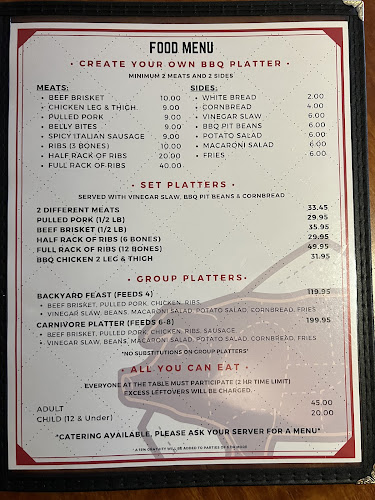 FOOD MENU
• CREATE YOUR OWN BBQ PLATTER •
MINIMUM 2 MEATS AND 2 SIDES
MEATS:
• BEEF BRISKET 10.00
• CHICKEN LEG & THIGH. 9.00
• PULLED PORK 9.00
• BELLY BITES 9.00
• SPICY ITALIAN SAUSAGE 9.00
• RIBS (3 BONES) 10.00
• HALF RACK OF RIBS 20.00
• FULL RACK OF RIBS 40.00
SIDES:
• WHITE BREAD 2.00
• CORNBREAD 4.00
• VINEGAR SLAW 6.00
• BBQ PIT BEANS 6.00
• POTATO SALAD 6.00
• MACARONI SALAD 6.00
• FRIES 6.00
• SET PLATTERS •
SERVED WITH VINEGAR SLAW, BBQ PIT BEANS & CORNBREAD
2 DIFFERENT MEATS 33.45
PULLED PORK (1/2 LB) 29.95
BEEF BRISKET (1/2 LB) 35.95
HALF RACK OF RIBS (6 BONES) 29.95
FULL RACK OF RIBS (12 BONES) 49.95
BBQ CHICKEN 2 LEG & THIGH 31.95
• GROUP PLATTERS•
BACKYARD FEAST (FEEDS 4) 119.95
• BEEF BRISKET, PULLED PORK, CHICKEN, RIBS,
• VINEGAR SLAW, BEANS, MACARONI SALAD, POTATO SALAD, CORNBREAD, FRIES
CARNIVORE PLATTER (FEEDS 6-8) 199.95
• BEEF BRISKET, PULLED PORK, CHICKEN, RIBS, SAUSAGE
• VINEGAR SLAW, BEANS, MACARONI SALAD, POTATO SALAD, CORNBREAD, FRIES
*NO SUBSTITUTIONS ON GROUP PLATTERS*
• ALL YOU CAN EAT •
EVERYONE AT THE TABLE MUST PARTICIPATE (2 HR TIME LIMIT)
EXCESS LEFTOVERS WILL BE CHARGED.
ADULT 45.00
CHILD (12 & Under) 20.00
*CATERING AVAILABLE, PLEASE ASK YOUR SERVER FOR A MENU*
GRATUITY WILL BE ADDED TO PARTIES OF